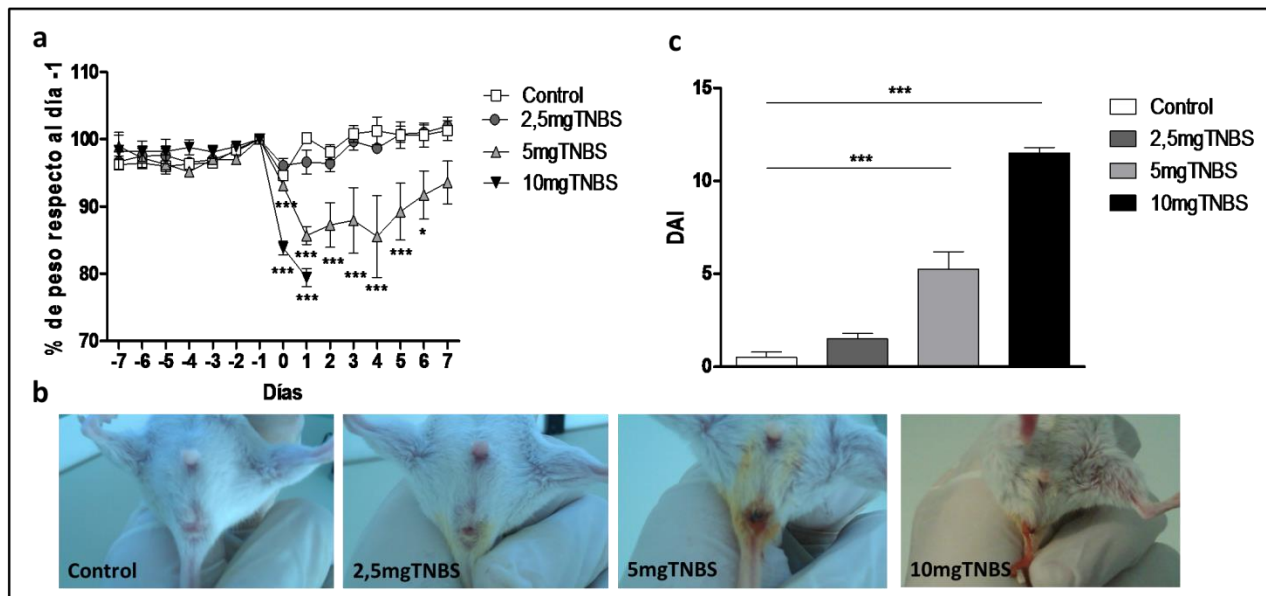 a
% de peso respecto al día -1
110
100
90
80
70
-7 -6 -5 -4 -3 -2 -1 0 1 2 3 4 5 6 7
Días
Control
2,5mgTNBS
5mgTNBS
10mgTNBS
***
***
***
***
***
***
***
***
*
c
DAI
15
10
5
0
***
***
Control
2,5mgTNBS
5mgTNBS
10mgTNBS
b
Control
2,5mgTNBS
5mgTNBS
10mgTNBS